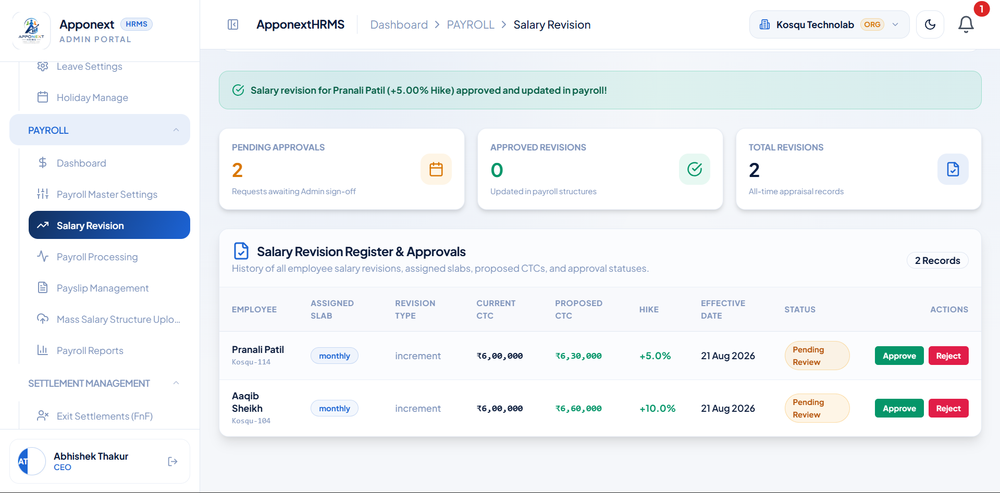 Apponext HRMS
ADMIN PORTAL
ApponextHRMS
Dashboard > PAYROLL > Salary Revision
Kosqu Technolab ORG
1
APPONEXT
HRMS
Leave Settings
Holiday Manage
PAYROLL
Dashboard
Payroll Master Settings
Salary Revision
Payroll Processing
Payslip Management
Mass Salary Structure Uplo...
Payroll Reports
SETTLEMENT MANAGEMENT
Exit Settlements (FnF)
AT
Abhishek Thakur
CEO
Salary revision for Pranali Patil (+5.00% Hike) approved and updated in payroll!
PENDING APPROVALS
2
Requests awaiting Admin sign-off
APPROVED REVISIONS
0
Updated in payroll structures
TOTAL REVISIONS
2
All-time appraisal records
Salary Revision Register & Approvals
History of all employee salary revisions, assigned slabs, proposed CTCs, and approval statuses.
2 Records
EMPLOYEE
ASSIGNED
SLAB
REVISION
TYPE
CURRENT
CTC
PROPOSED
CTC
HIKE
EFFECTIVE
DATE
STATUS
ACTIONS
Pranali Patil
Kosqu-114
monthly
increment
₹6,00,000
₹6,30,000
+5.0%
21 Aug 2026
Pending
Review
Approve
Reject
Aaqib
Sheikh
Kosqu-104
monthly
increment
₹6,00,000
₹6,60,000
+10.0%
21 Aug 2026
Pending
Review
Approve
Reject